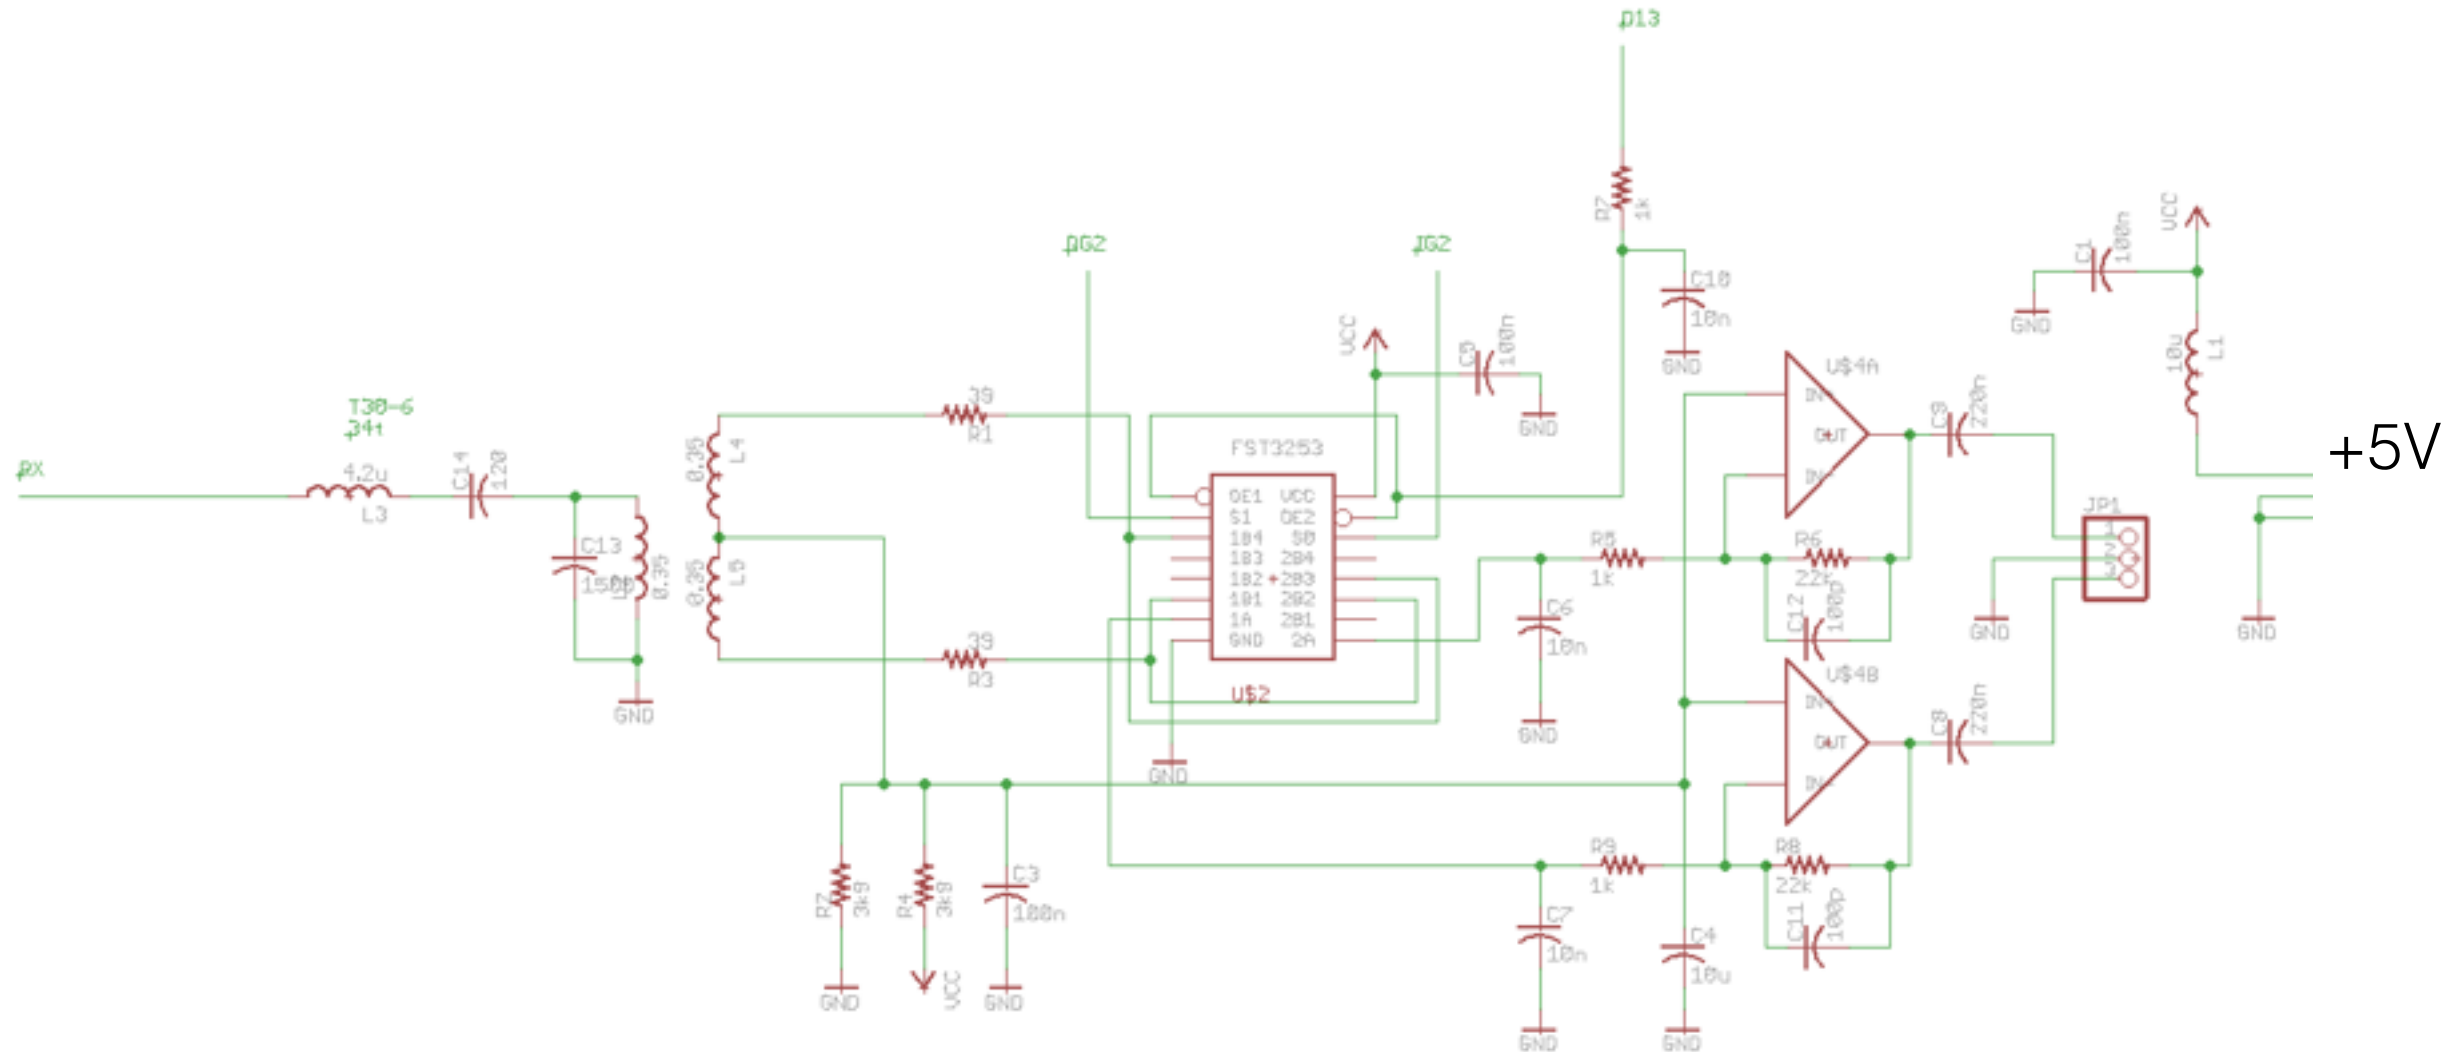 D13
R7
1k
C10
10n
GND
QG2
IG2
VCC
C5
100n
GND
VCC
C1
100n
GND
10u
L1
+5V
T30-6
34t
RX
4.2u
L3
C14
120
C13
0.35
GND
0.35
L4
0.35
L5
39
R1
39
R3
FST3253
OE1
S1
1B4
1B3
1B2
1B1
1A
GND
VCC
OE2
S0
2B4
2B3
2B2
2B1
2A
U$2
GND
R5
1k
C6
10n
GND
U$4A
IN+
OUT
IN-
R6
22k
C12
100p
C9
220n
JP1
1
2
3
GND
GND
U$4B
IN+
OUT
IN-
C8
220n
R2
3k9
GND
R4
3k9
VCC
C3
100n
GND
R9
1k
C7
10n
GND
C4
10u
GND
R8
22k
C11
100p